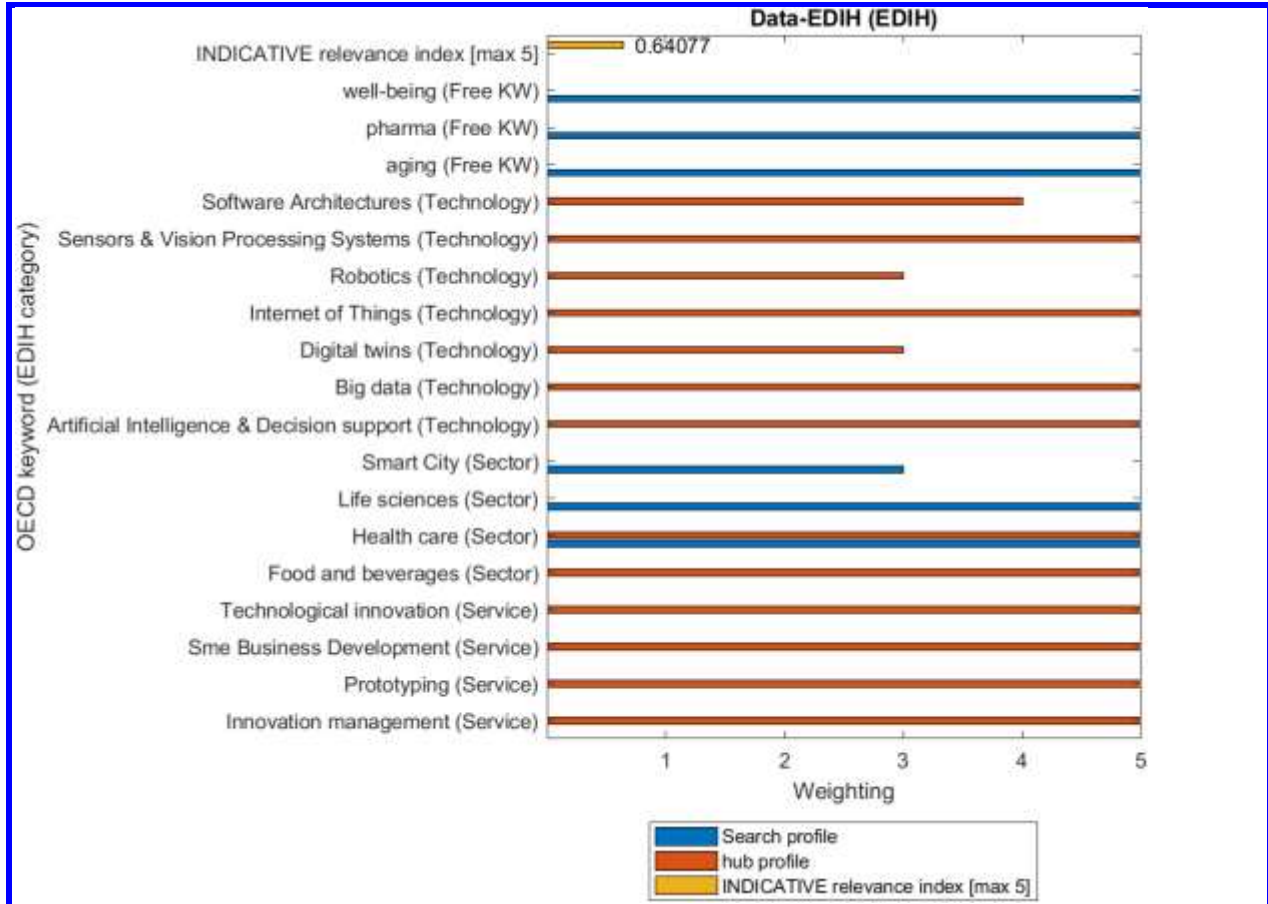 Data-EDIH (EDIH)
INDICATIVE relevance index [max 5]
0.64077
well-being (Free KW)
pharma (Free KW)
aging (Free KW)
Software Architectures (Technology)
Sensors & Vision Processing Systems (Technology)
Robotics (Technology)
Internet of Things (Technology)
Digital twins (Technology)
Big data (Technology)
Artificial Intelligence & Decision support (Technology)
Smart City (Sector)
Life sciences (Sector)
Health care (Sector)
Food and beverages (Sector)
Technological innovation (Service)
Sme Business Development (Service)
Prototyping (Service)
Innovation management (Service)
OECD keyword (EDIH category)
1 2 3 4 5
Weighting
Search profile
hub profile
INDICATIVE relevance index [max 5]